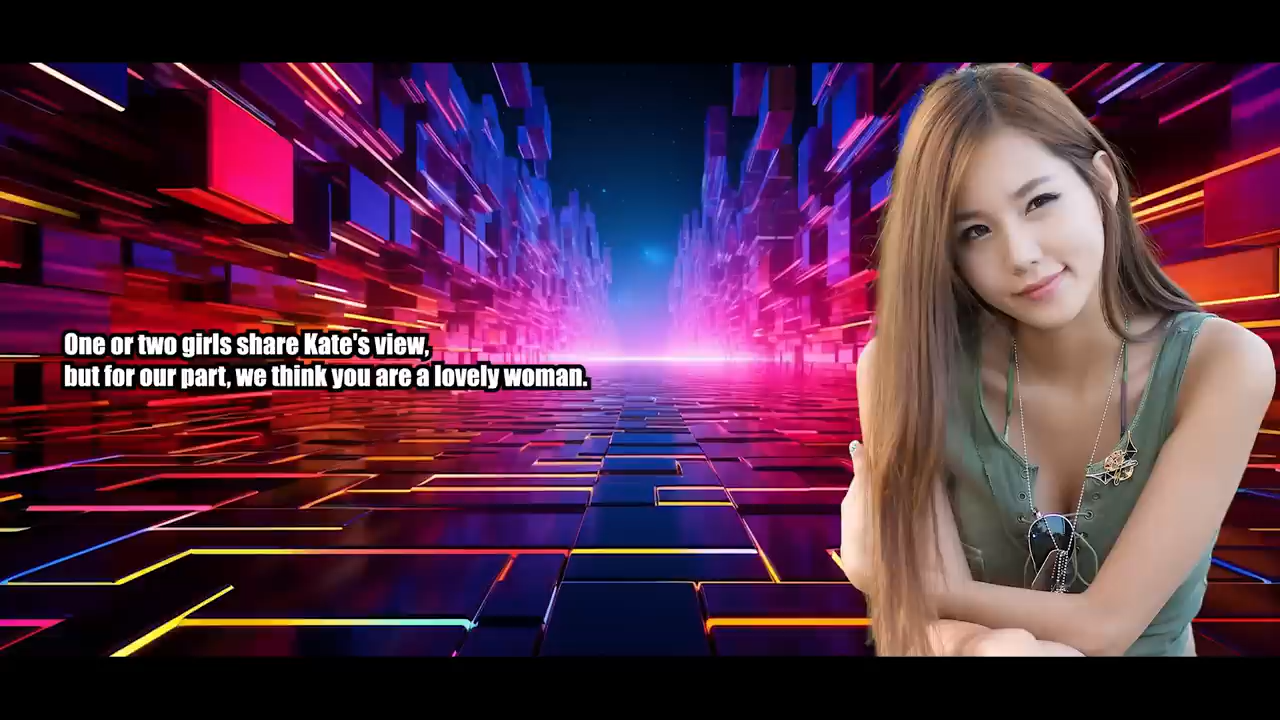 One or two girls share Kate's view,
but for our part, we think you are a lovely woman.